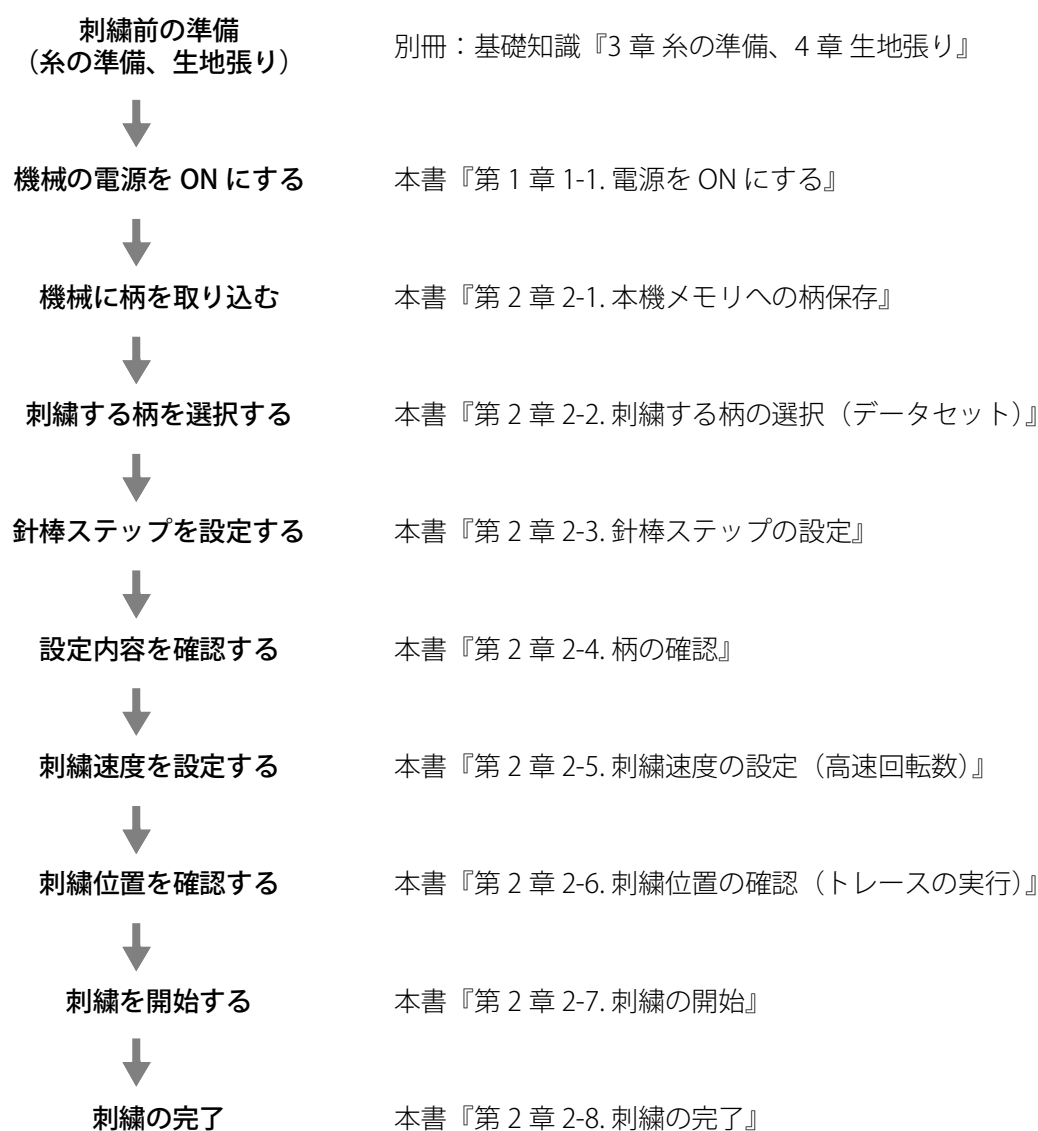 刺繍前の準備
（糸の準備、生地張り）
別冊：基礎知識『3 章 糸の準備、4 章 生地張り』
機械の電源を ON にする
本書『第 1 章 1-1. 電源を ON にする』
機械に柄を取り込む
本書『第 2 章 2-1. 本機メモリへの柄保存』
刺繍する柄を選択する
本書『第 2 章 2-2. 刺繍する柄の選択（データセット）』
針棒ステップを設定する
本書『第 2 章 2-3. 針棒ステップの設定』
設定内容を確認する
本書『第 2 章 2-4. 柄の確認』
刺繍速度を設定する
本書『第 2 章 2-5. 刺繍速度の設定（高速回転数）』
刺繍位置を確認する
本書『第 2 章 2-6. 刺繍位置の確認（トレースの実行）』
刺繍を開始する
本書『第 2 章 2-7. 刺繍の開始』
刺繍の完了
本書『第 2 章 2-8. 刺繍の完了』